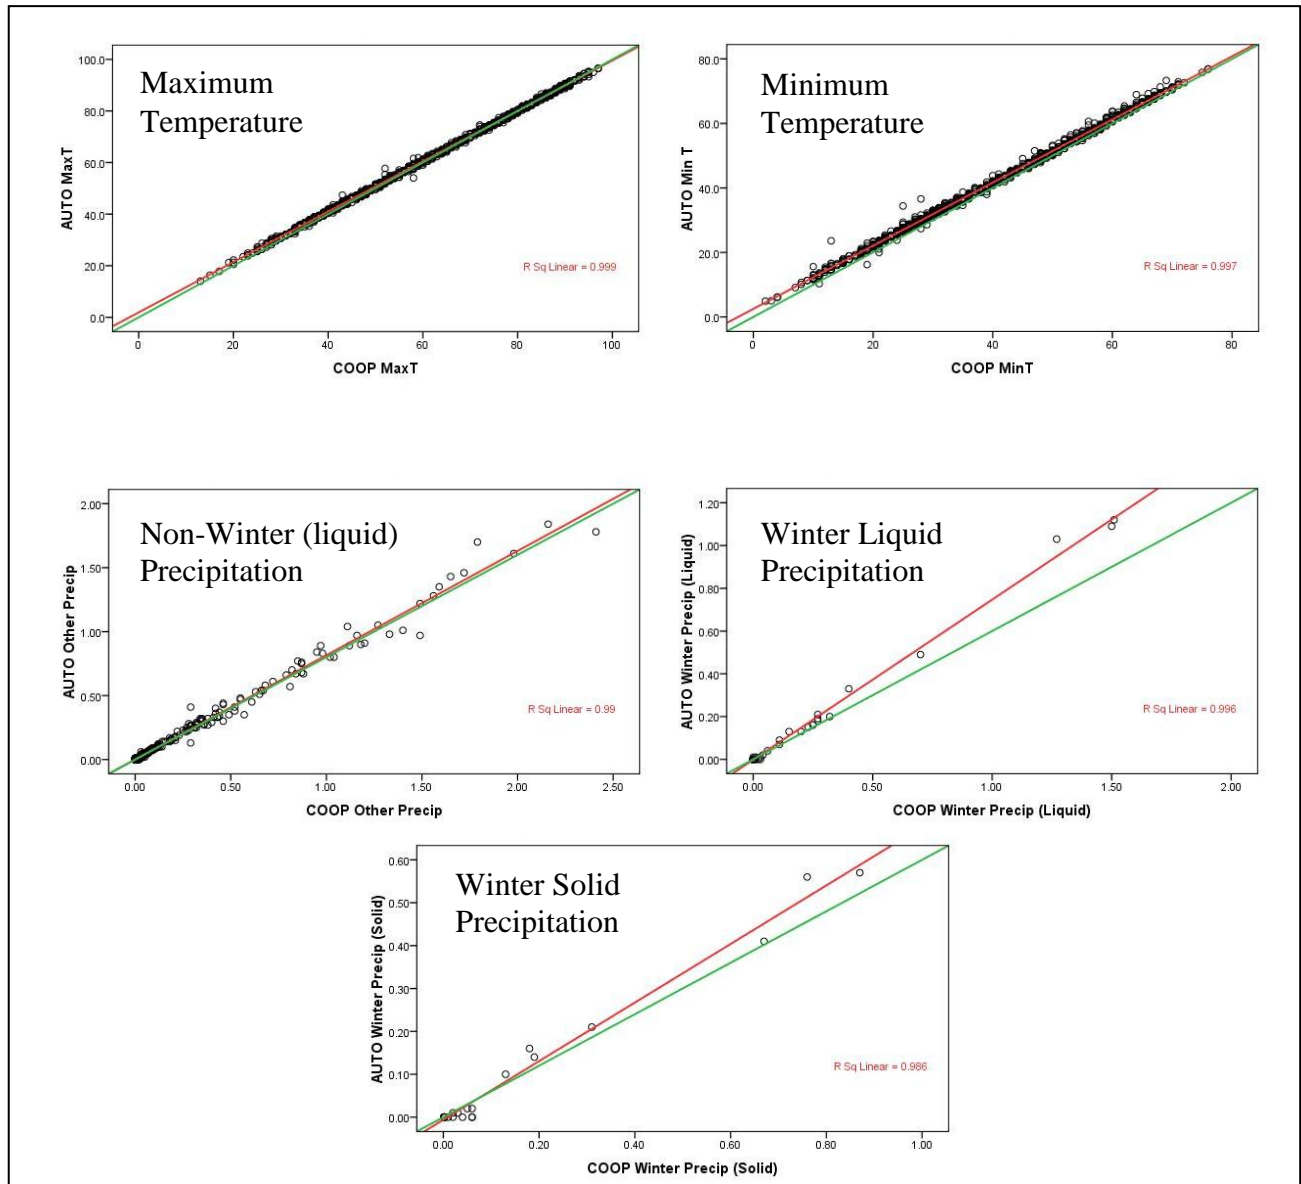 Maximum
Temperature
100.0
80.0
60.0
40.0
20.0
0.0
AUTO MaxT
R Sq Linear = 0.999
0 20 40 60 80 100
COOP MaxT
Minimum
Temperature
80.0
60.0
40.0
20.0
0.0
AUTO Min T
R Sq Linear = 0.997
0 20 40 60 80
COOP MinT
Non-Winter (liquid)
Precipitation
2.00
1.50
1.00
0.50
0.00
AUTO Other Precip
R Sq Linear = 0.99
0.00 0.50 1.00 1.50 2.00 2.50
COOP Other Precip
Winter Liquid
Precipitation
1.20
1.00
0.80
0.60
0.40
0.20
0.00
AUTO Winter Precip (Liquid)
R Sq Linear = 0.996
0.00 0.50 1.00 1.50 2.00
COOP Winter Precip (Liquid)
Winter Solid
Precipitation
0.60
0.50
0.40
0.30
0.20
0.10
0.00
AUTO Winter Precip (Solid)
R Sq Linear = 0.986
0.00 0.20 0.40 0.60 0.80 1.00
COOP Winter Precip (Solid)